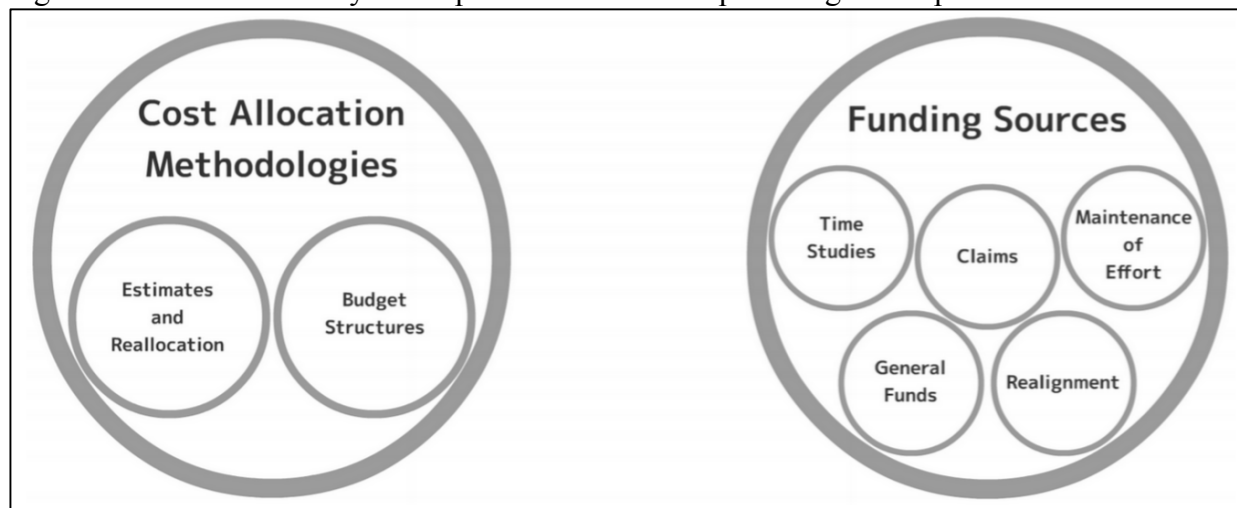 Cost Allocation
Methodologies
Estimates
and
Reallocation
Budget
Structures
Funding Sources
Time
Studies
Claims
Maintenance
of
Effort
General
Funds
Realignment